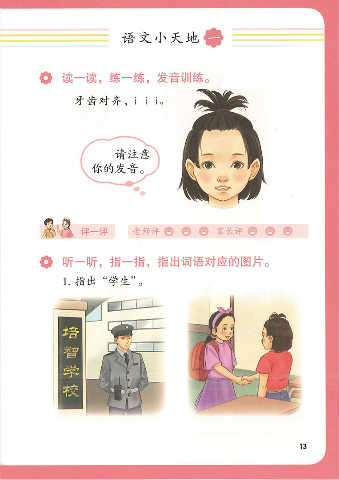 语文小天地 一
读一读，练一练，发音训练。
牙齿对齐，i i i。
请注意
你的发音。
评一评 老师评 家长评
听一听，指一指，指出词语对应的图片。
1. 指出“学生”。
培智学校
13